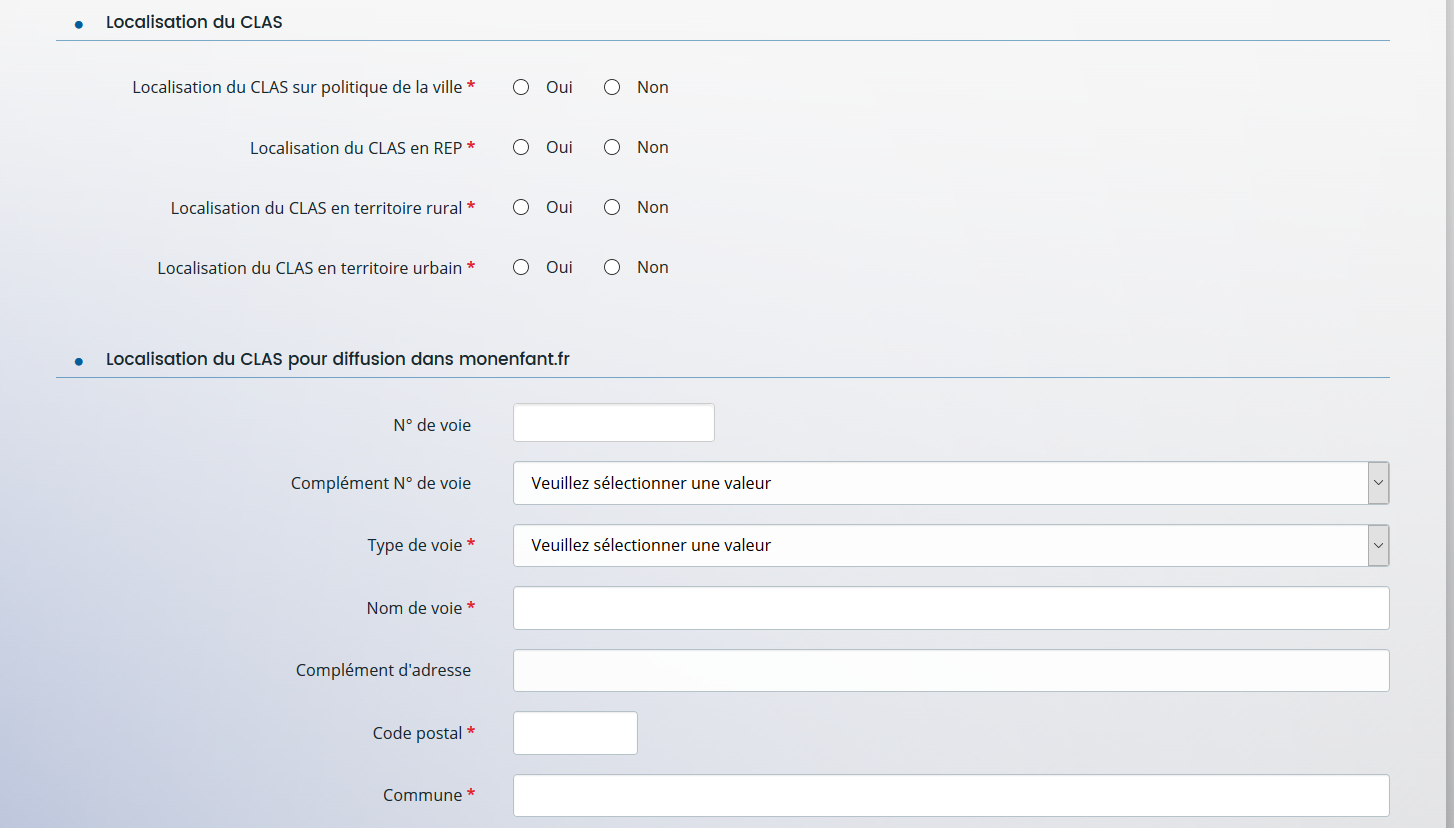 Localisation du CLAS
Localisation du CLAS sur politique de la ville * Oui Non
Localisation du CLAS en REP * Oui Non
Localisation du CLAS en territoire rural * Oui Non
Localisation du CLAS en territoire urbain * Oui Non
Localisation du CLAS pour diffusion dans monenfant.fr
N° de voie
Complément N° de voie Veuillez sélectionner une valeur
Type de voie * Veuillez sélectionner une valeur
Nom de voie *
Complément d'adresse
Code postal *
Commune *